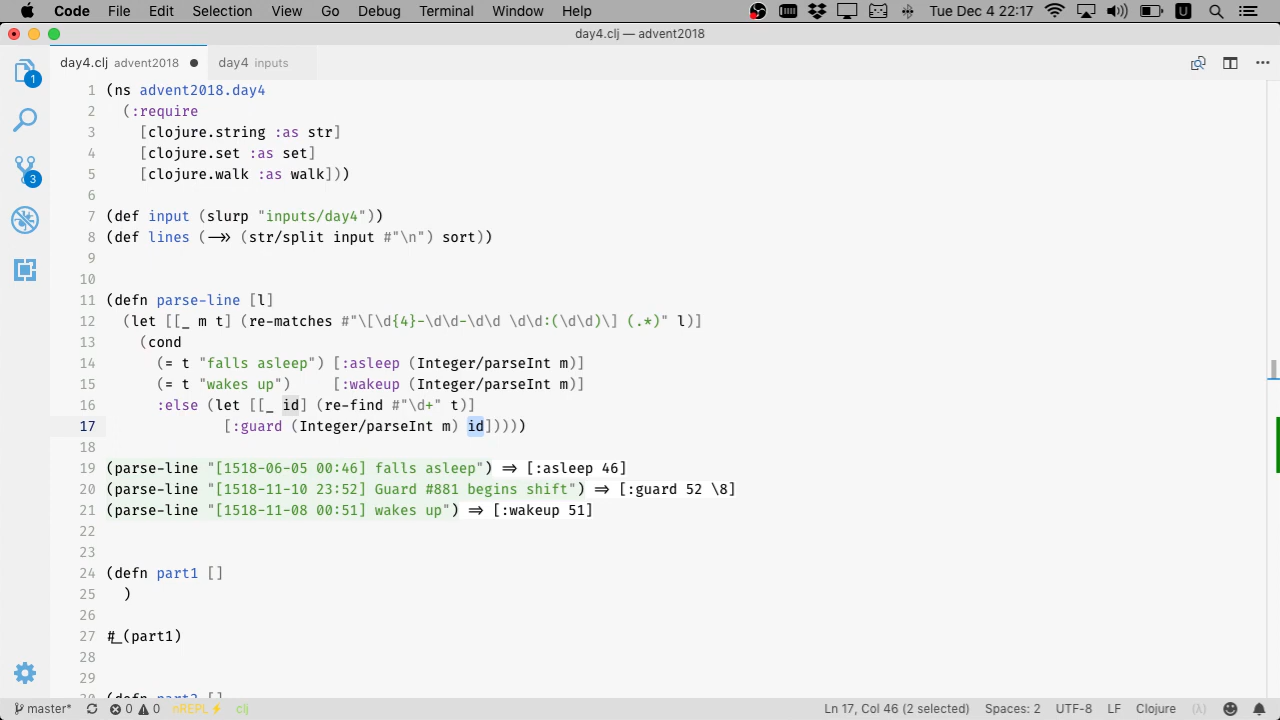 Code File Edit Selection View Go Debug Terminal Window Help Tue Dec 4 22:17 U
day4.clj — advent2018
day4.clj advent2018 day4 inputs
1
3
1 (ns advent2018.day4
2 (:require
3 [clojure.string :as str]
4 [clojure.set :as set]
5 [clojure.walk :as walk]))
6
7 (def input (slurp "inputs/day4"))
8 (def lines (->> (str/split input #"\n") sort))
9
10
11 (defn parse-line [l]
12 (let [[_ m t] (re-matches #"\[\d{4}-\d\d-\d\d \d\d:(\d\d)\] (.*)" l)]
13 (cond
14 (= t "falls asleep") [:asleep (Integer/parseInt m)]
15 (= t "wakes up") [:wakeup (Integer/parseInt m)]
16 :else (let [[_ id] (re-find #"\d+" t)]
17 [:guard (Integer/parseInt m) id]))))
18
19 (parse-line "[1518-06-05 00:46] falls asleep") => [:asleep 46]
20 (parse-line "[1518-11-10 23:52] Guard #881 begins shift") => [:guard 52 \8]
21 (parse-line "[1518-11-08 00:51] wakes up") => [:wakeup 51]
22
23
24 (defn part1 []
25 )
26
27 #_(part1)
28
29
30 (defn part2 []
master* 0 0 nREPL⚡ clj Ln 17, Col 46 (2 selected) Spaces: 2 UTF-8 LF Clojure (λ)